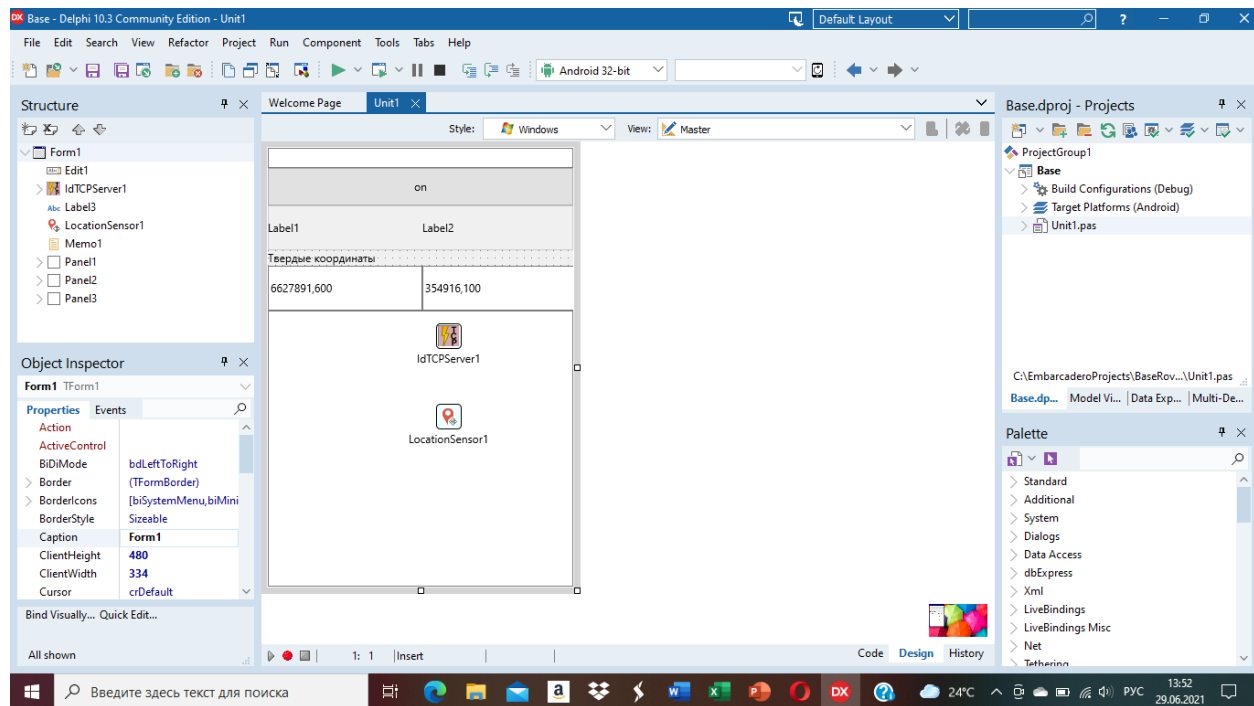 Base - Delphi 10.3 Community Edition - Unit1
Default Layout
?
File Edit Search View Refactor Project Run Component Tools Tabs Help
Android 32-bit
Structure
Form1
Edit1
IdTCPServer1
Label3
LocationSensor1
Memo1
Panel1
Panel2
Panel3
Object Inspector
Form1 TForm1
Properties Events
Action
ActiveControl
BiDiMode bdLeftToRight
Border (TFormBorder)
BorderIcons [biSystemMenu,biMini
BorderStyle Sizeable
Caption Form1
ClientHeight 480
ClientWidth 334
Cursor crDefault
Bind Visually... Quick Edit...
All shown
Welcome Page Unit1
Style: Windows View: Master
on
Label1 Label2
Твердые координаты
6627891,600 354916,100
IdTCPServer1
LocationSensor1
1: 1 Insert
Code Design History
Base.dproj - Projects
ProjectGroup1
Base
Build Configurations (Debug)
Target Platforms (Android)
Unit1.pas
C:\EmbarcaderoProjects\BaseRov...\Unit1.pas
Base.dp... Model Vi... Data Exp... Multi-De...
Palette
Standard
Additional
System
Dialogs
Data Access
dbExpress
Xml
LiveBindings
LiveBindings Misc
Net
Tethering
Введите здесь текст для поиска
24°C
РУС
13:52
29.06.2021